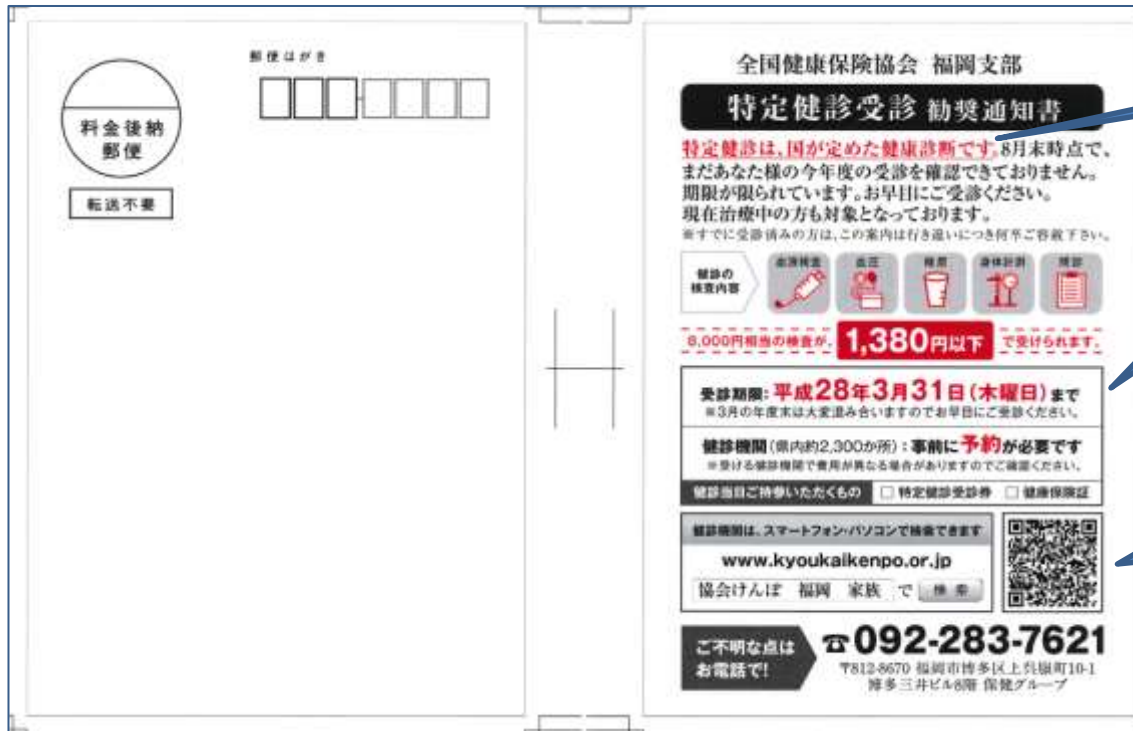 郵便はがき
料金後納
郵便
転送不要
全国健康保険協会 福岡支部
特定健診受診 勧奨通知書
特定健診は、国が定めた健康診断です。8月末時点で、
まだあなた様の今年度の受診を確認できておりません。
期限が限られています。お早目にご受診ください。
現在治療中の方も対象となっております。
※すでに受診済みの方は、この案内は行き違いにつき何卒ご容赦下さい。
健診の
検査内容
血液検査 血圧 検尿 身体計測 問診
8,000円相当の検査が、1,380円以下で受けられます。
受診期限：平成28年3月31日(木曜日)まで
※3月の年度末は大変混み合いますのでお早目にご受診ください。
健診機関(県内約2,300か所)：事前に予約が必要です
※受ける健診機関で費用が異なる場合がありますのでご確認ください。
健診当日ご持参いただくもの □ 特定健診受診券 □ 健康保険証
健診機関は、スマートフォン・パソコンで検索できます
www.kyoukaikenpo.or.jp
協会けんぽ 福岡 家族 で 検索
ご不明な点は
お電話で!
☎092-283-7621
〒812-8670 福岡市博多区上呉服町10-1
博多三井ビル8階 保健グループ